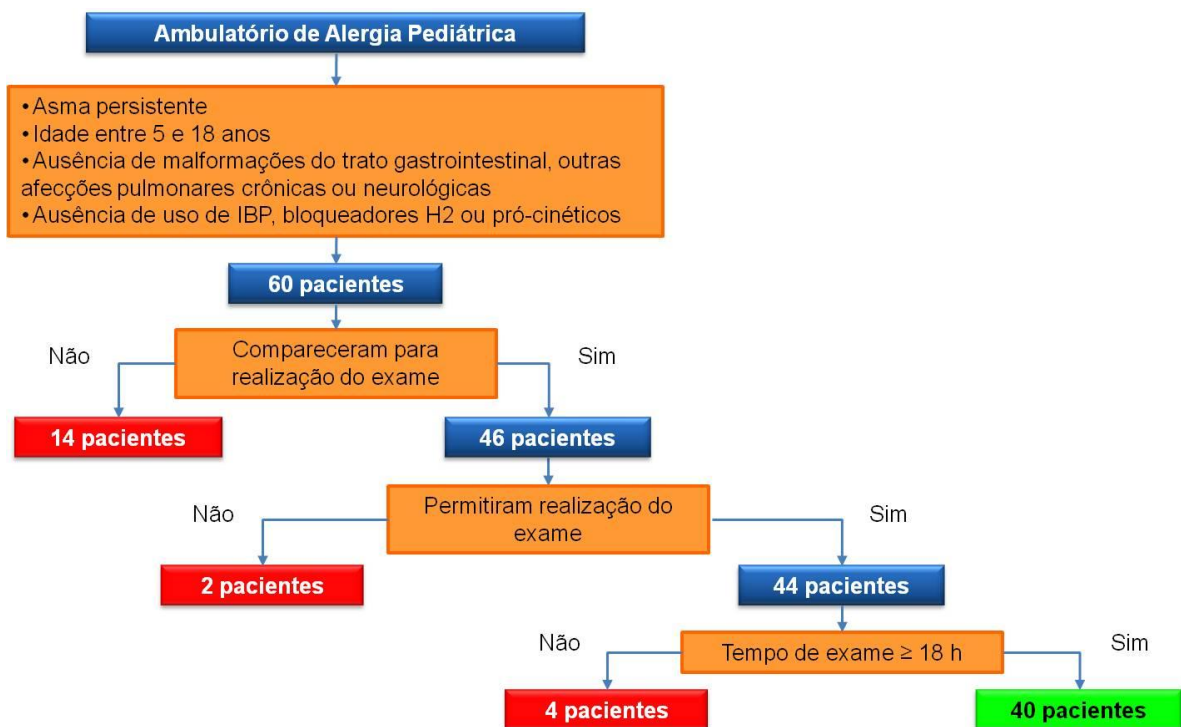 Ambulatório de Alergia Pediátrica
•Asma persistente
•Idade entre 5 e 18 anos
•Ausência de malformações do trato gastrointestinal, outras
afecções pulmonares crônicas ou neurológicas
•Ausência de uso de IBP, bloqueadores H2 ou pró-cinéticos
60 pacientes
Não
Compareceram para
realização do exame
Sim
14 pacientes
46 pacientes
Não
Permitiram realização do
exame
Sim
2 pacientes
44 pacientes
Não
Tempo de exame ≥ 18 h
Sim
4 pacientes
40 pacientes